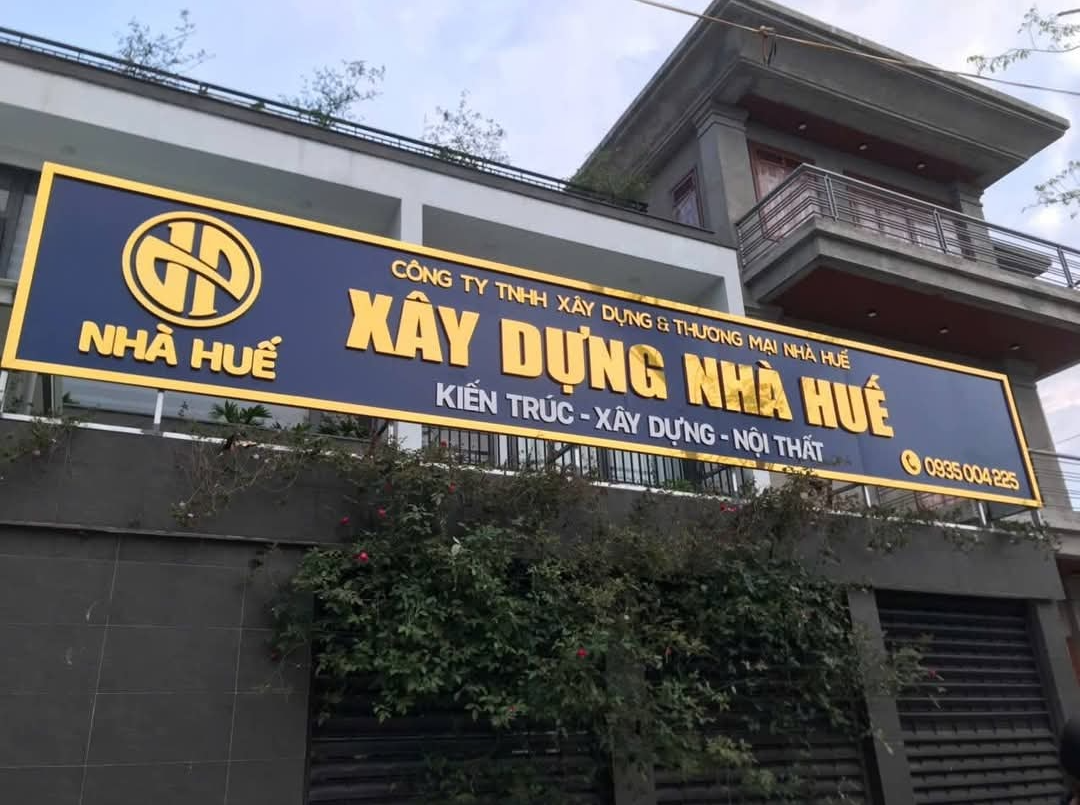 NHÀ HUẾ
CÔNG TY TNHH XÂY DỰNG & THƯƠNG MẠI NHÀ HUẾ
XÂY DỰNG NHÀ HUẾ
KIẾN TRÚC - XÂY DỰNG - NỘI THẤT
0935 004 225